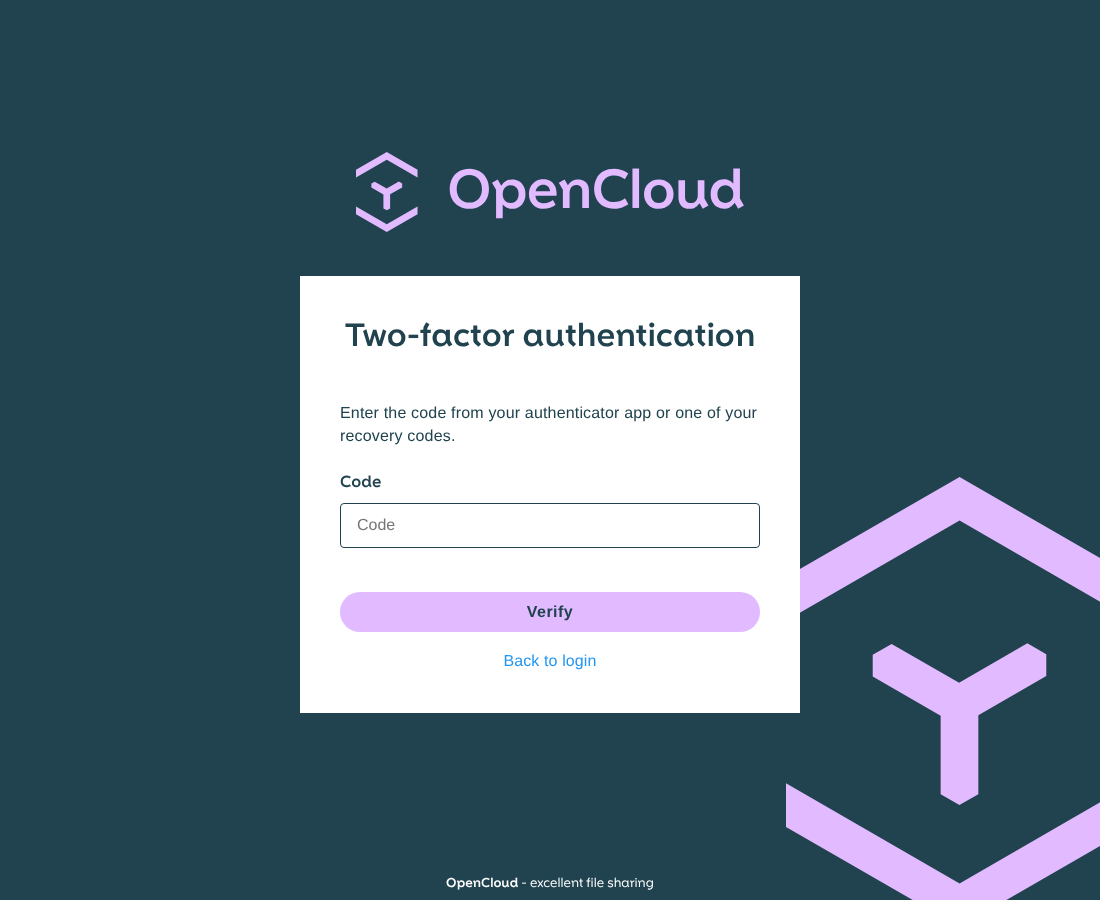 OpenCloud
Two-factor authentication
Enter the code from your authenticator app or one of your
recovery codes.
Code
Code
Verify
Back to login
OpenCloud - excellent file sharing